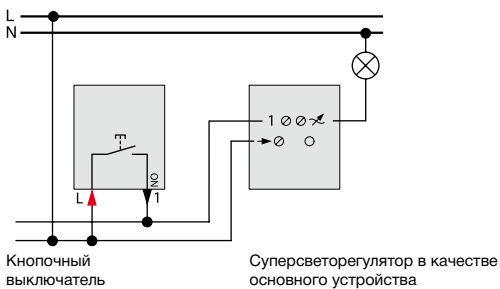 L
N
1
L
NO
1
Кнопочный
выключатель
Суперсветорегулятор в качестве
основного устройства